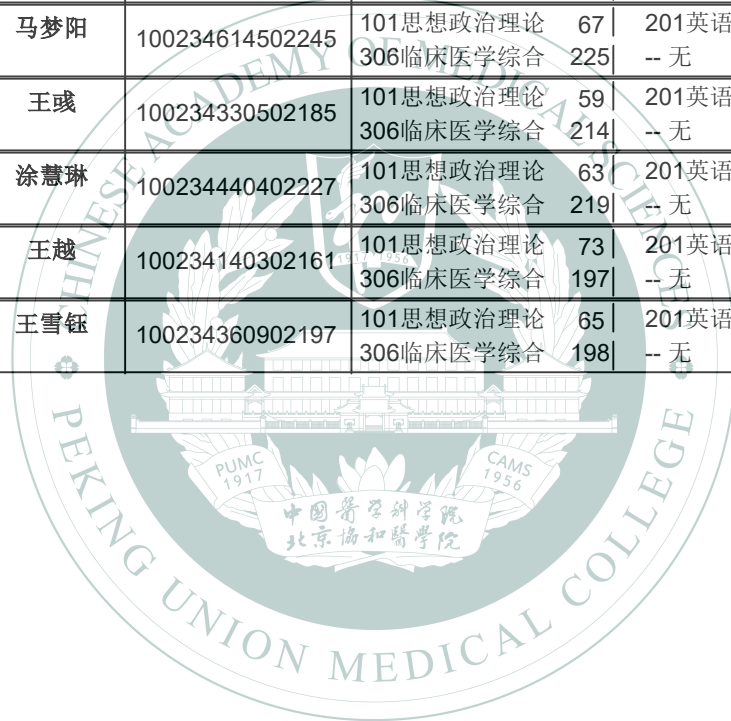 马梦阳 100234614502245 101思想政治理论 67| 201英语
306临床医学综合 225| -- 无
王彧 100234330502185 101思想政治理论 59| 201英语
306临床医学综合 214| -- 无
涂慧琳 100234440402227 101思想政治理论 63| 201英语
306临床医学综合 219| -- 无
王越 100234140302161 101思想政治理论 73| 201英语
306临床医学综合 197| -- 无
王雪钰 100234360902197 101思想政治理论 65| 201英语
306临床医学综合 198| -- 无
CHINESE ACADEMY OF MEDICAL SCIENCES
1917 1956
PUMC
1917
CAMS
1956
中国医学科学院
北京协和醫學院
PEKING UNION MEDICAL COLLEGE